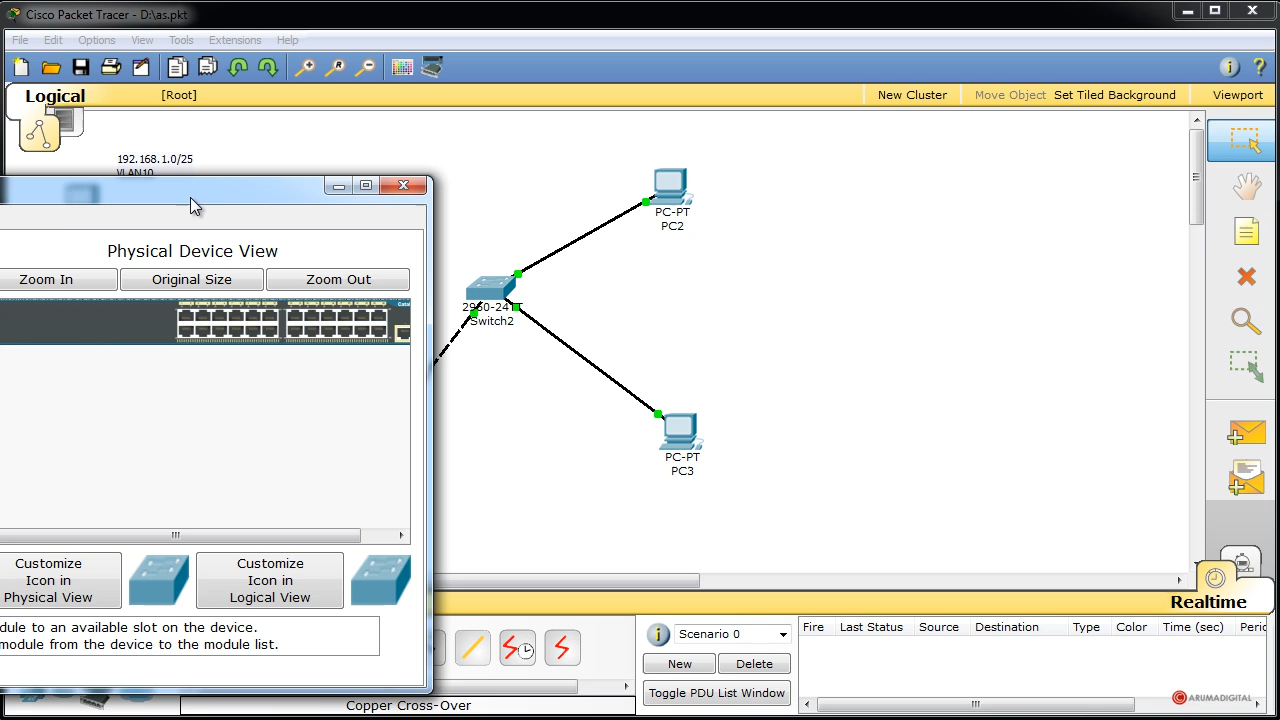 Cisco Packet Tracer - D:\as.pkt
File Edit Options View Tools Extensions Help
Logical [Root] New Cluster Move Object Set Tiled Background Viewport
192.168.1.0/25
VLAN10
Physical Device View
Zoom In Original Size Zoom Out
PC-PT
PC2
Switch2
PC-PT
PC3
Customize
Icon in
Physical View
Customize
Icon in
Logical View
dule to an available slot on the device.
module from the device to the module list.
Realtime
Scenario 0
New Delete
Toggle PDU List Window
Fire Last Status Source Destination Type Color Time (sec) Perio
Copper Cross-Over
ARUMADIGITAL